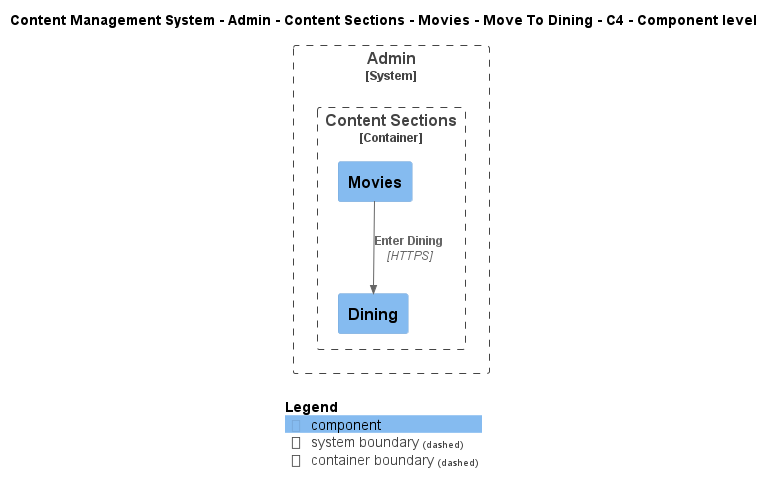 Content Management System - Admin - Content Sections - Movies - Move To Dining - C4 - Component level
Admin
[System]
Content Sections
[Container]
Movies
Enter Dining
[HTTPS]
Dining
Legend
component
system boundary (dashed)
container boundary (dashed)